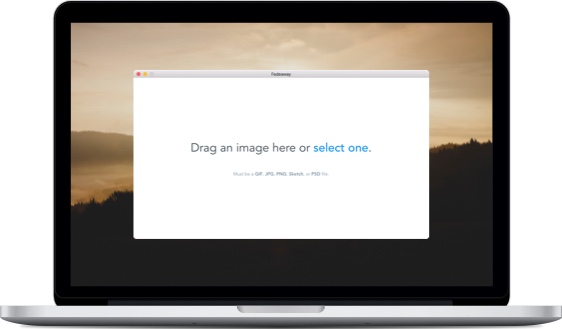 Fadeaway
Drag an image here or select one.
Must be a GIF, JPG, PNG, Sketch, or PSD file.